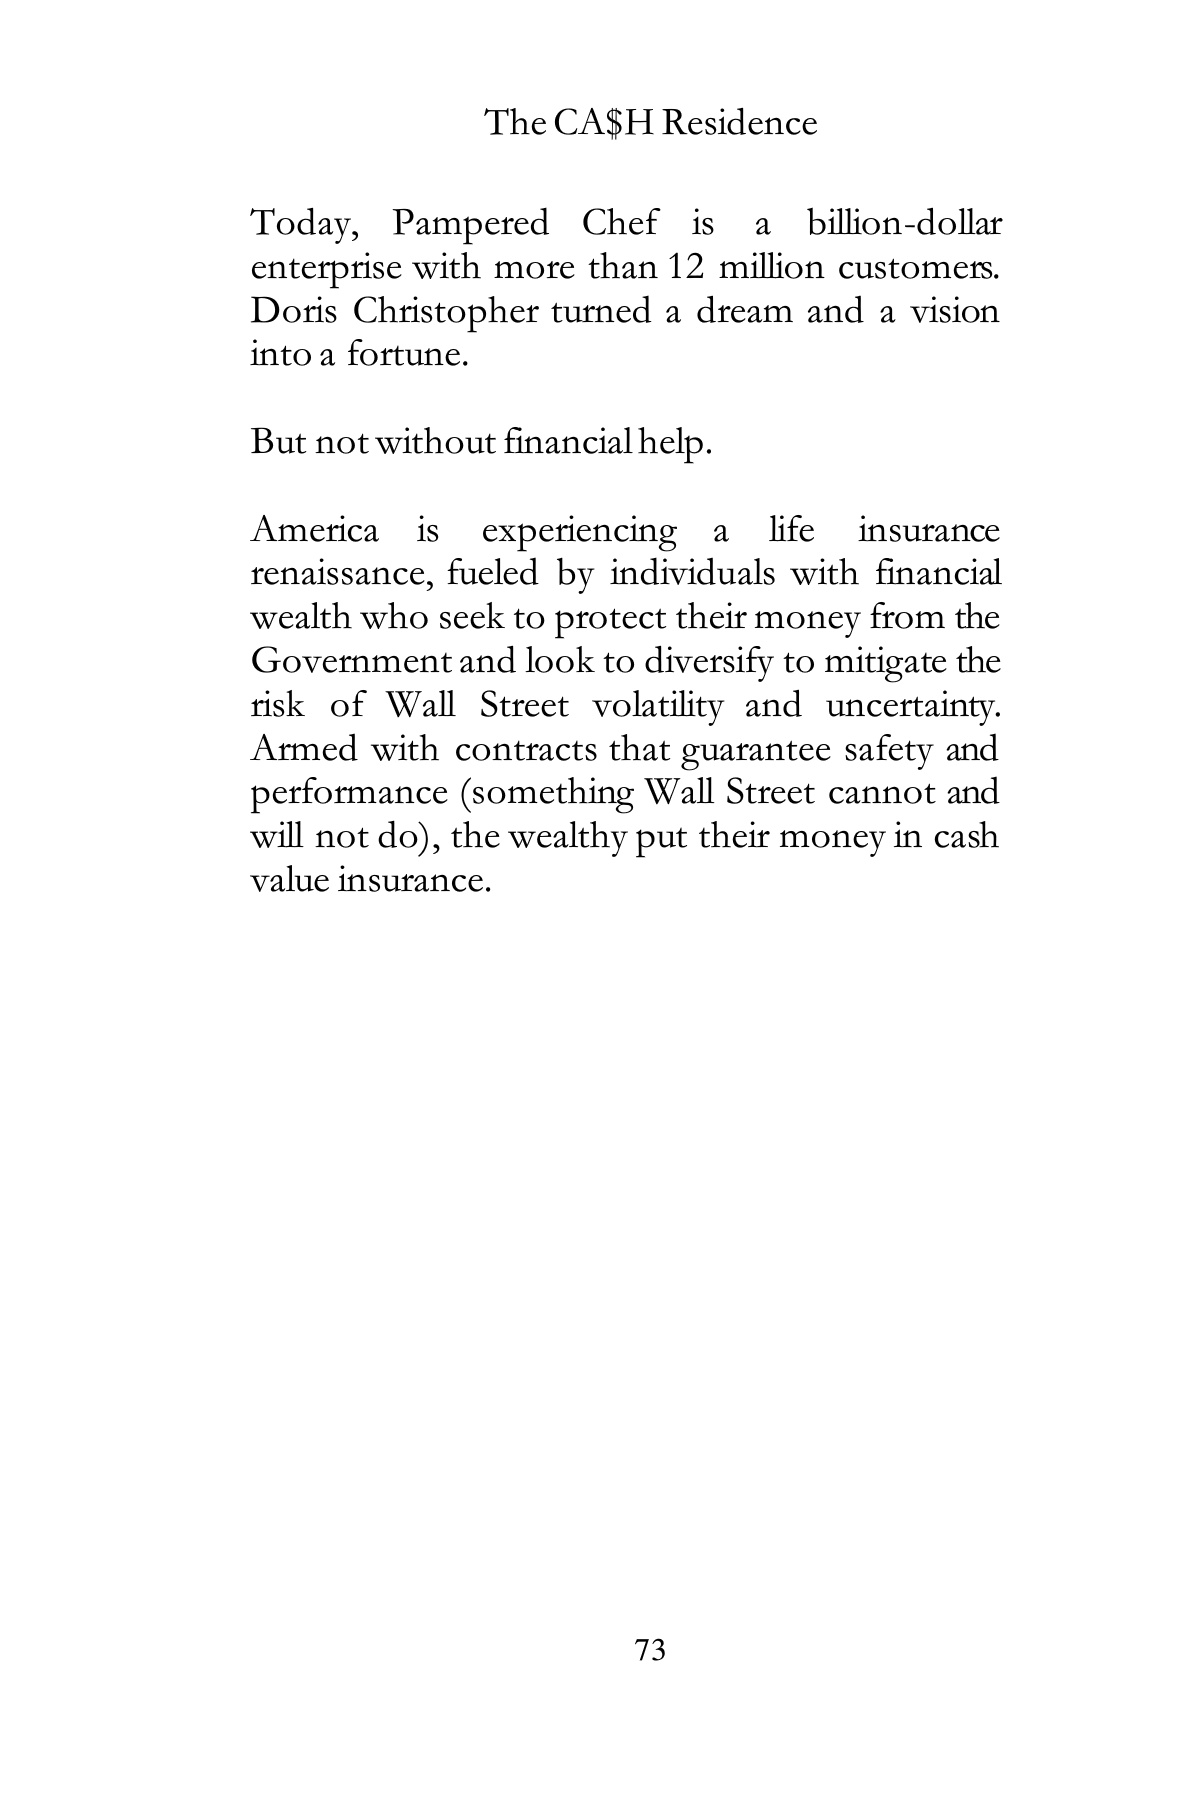 The CA$H Residence
Today, Pampered Chef is a billion-dollar
enterprise with more than 12 million customers.
Doris Christopher turned a dream and a vision
into a fortune.
But not without financial help.
America is experiencing a life insurance
renaissance, fueled by individuals with financial
wealth who seek to protect their money from the
Government and look to diversify to mitigate the
risk of Wall Street volatility and uncertainty.
Armed with contracts that guarantee safety and
performance (something Wall Street cannot and
will not do), the wealthy put their money in cash
value insurance.
73